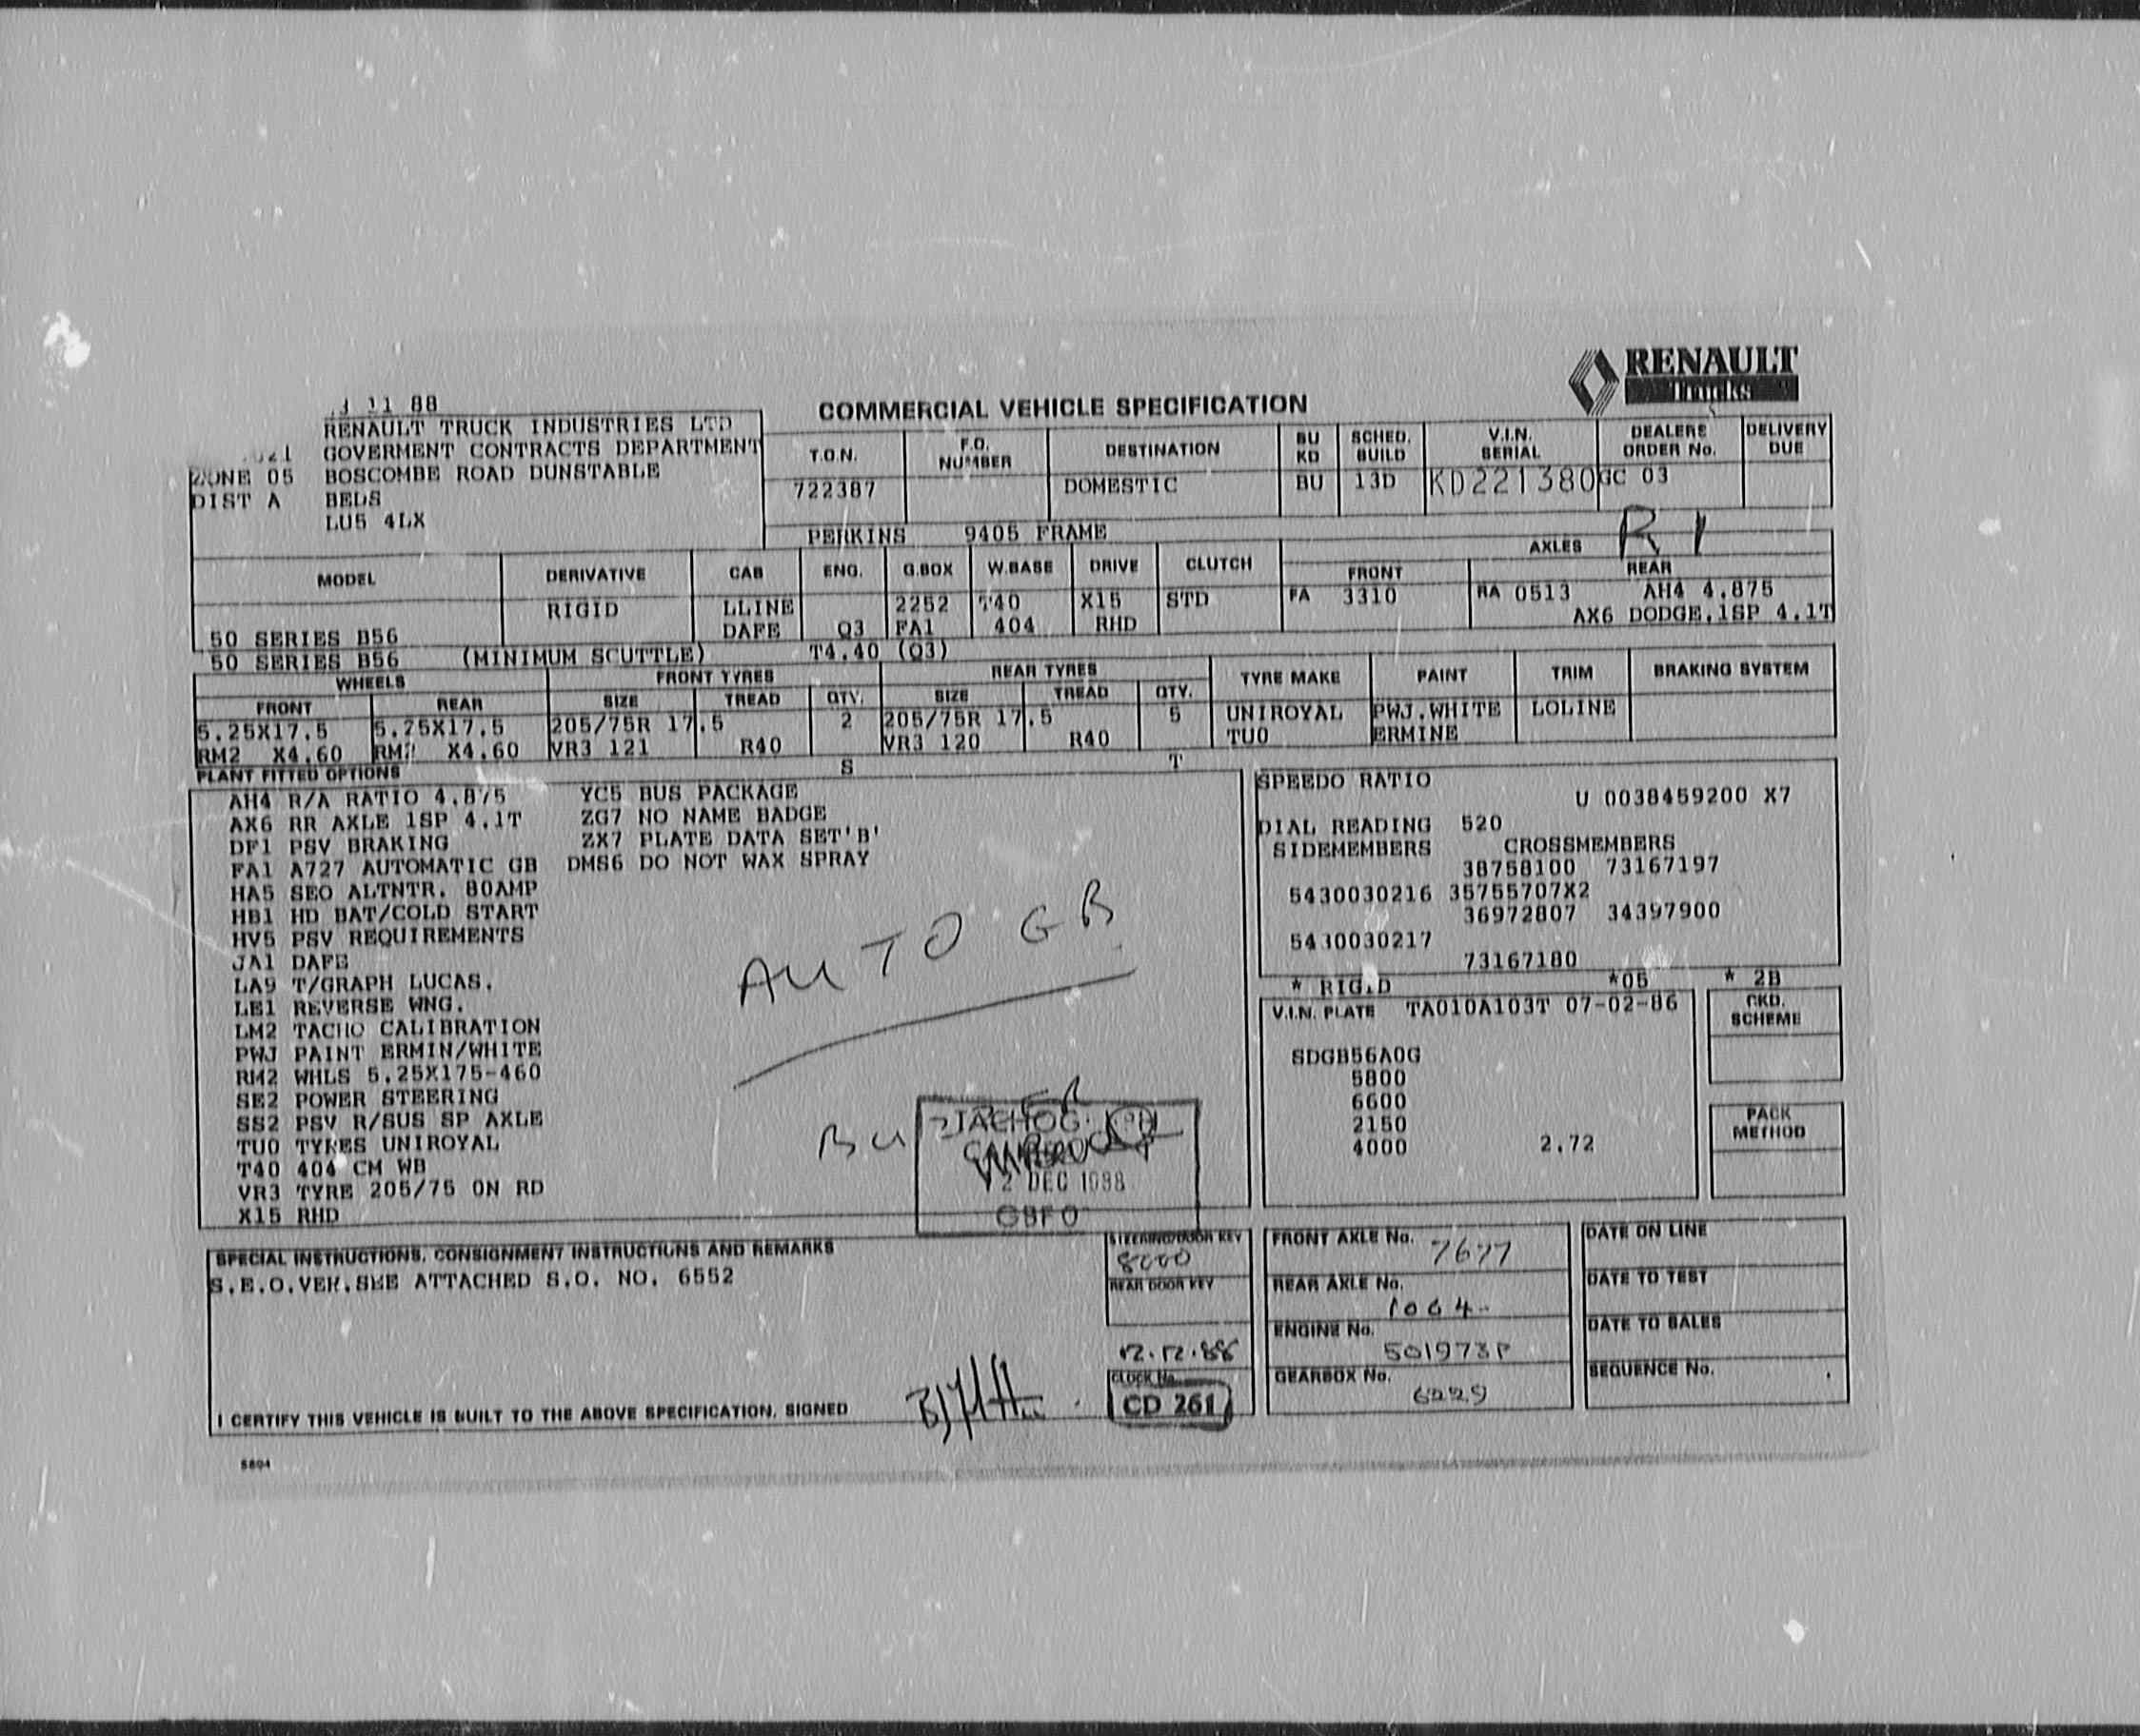 RENAULT
Trucks
11 88
COMMERCIAL VEHICLE SPECIFICATION
RENAULT TRUCK INDUSTRIES LTD
GOVERMENT CONTRACTS DEPARTMENT
ZONE 05 BOSCOMBE ROAD DUNSTABLE
DIST A BEDS
LU5 4LX
T.O.N. F.O. NUMBER DESTINATION BU KD SCHED. BUILD V.I.N. SERIAL DEALERS ORDER No. DELIVERY DUE
722387 DOMESTIC BU 13D KD221380 GC 03
PERKINS 9405 FRAME
R 1
MODEL DERIVATIVE CAB ENG. G.BOX W.BASE DRIVE CLUTCH AXLES FRONT REAR
RIGID LLINE 2252 T40 X15 STD FA 3310 RA 0513 AH4 4.875
50 SERIES B56 DAFE Q3 FA1 404 RHD AX6 DODGE.1SP 4.1T
50 SERIES B56 (MINIMUM SCUTTLE) T4.40 (Q3)
WHEELS FRONT TYRES REAR TYRES TYRE MAKE PAINT TRIM BRAKING SYSTEM
FRONT REAR SIZE TREAD QTY. SIZE TREAD QTY.
5.25X17.5 5.25X17.5 205/75R 17.5 2 205/75R 17.5 5 UNIROYAL PWJ.WHITE LOLINE
RM2 X4.60 RM2 X4.60 VR3 121 R40 VR3 120 R40 TU0 ERMINE
S T
PLANT FITTED OPTIONS
AH4 R/A RATIO 4.875 YC5 BUS PACKAGE
AX6 RR AXLE 1SP 4.1T ZG7 NO NAME BADGE
DF1 PSV BRAKING ZX7 PLATE DATA SET'B'
FA1 A727 AUTOMATIC GB DMS6 DO NOT WAX SPRAY
HA5 SEO ALTNTR. 80AMP
HB1 HD BAT/COLD START
HV5 PSV REQUIREMENTS
JA1 DAFE
LA9 T/GRAPH LUCAS.
LE1 REVERSE WNG.
LM2 TACHO CALIBRATION
PWJ PAINT ERMIN/WHITE
RM2 WHLS 5.25X175-460
SE2 POWER STEERING
SS2 PSV R/SUS SP AXLE
TU0 TYRES UNIROYAL
T40 404 CM WB
VR3 TYRE 205/75 ON RD
X15 RHD
AUTO GB
2 DEC 1988
SPEEDO RATIO
U 0038459200 X7
DIAL READING 520
SIDEMEMBERS CROSSMEMBERS
38758100 73167197
5430030216 35755707X2
36972807 34397900
5430030217
73167180
* RIGID *05 * 2B
V.I.N. PLATE TA010A103T 07-02-86
SDGB56A0G
5800
6600
2150
4000 2.72
CKD. SCHEME
PACK METHOD
SPECIAL INSTRUCTIONS, CONSIGNMENT INSTRUCTIONS AND REMARKS
S.E.O.VEH.SEE ATTACHED S.O. NO. 6552
STEERING/DOOR KEY
8000
REAR DOOR KEY
12.12.88
CLOCK No.
CD 261
FRONT AXLE No. 7677
REAR AXLE No. 1064
ENGINE No. 501973P
GEARBOX No. 6229
DATE ON LINE
DATE TO TEST
DATE TO SALES
SEQUENCE No.
I CERTIFY THIS VEHICLE IS BUILT TO THE ABOVE SPECIFICATION, SIGNED
5804